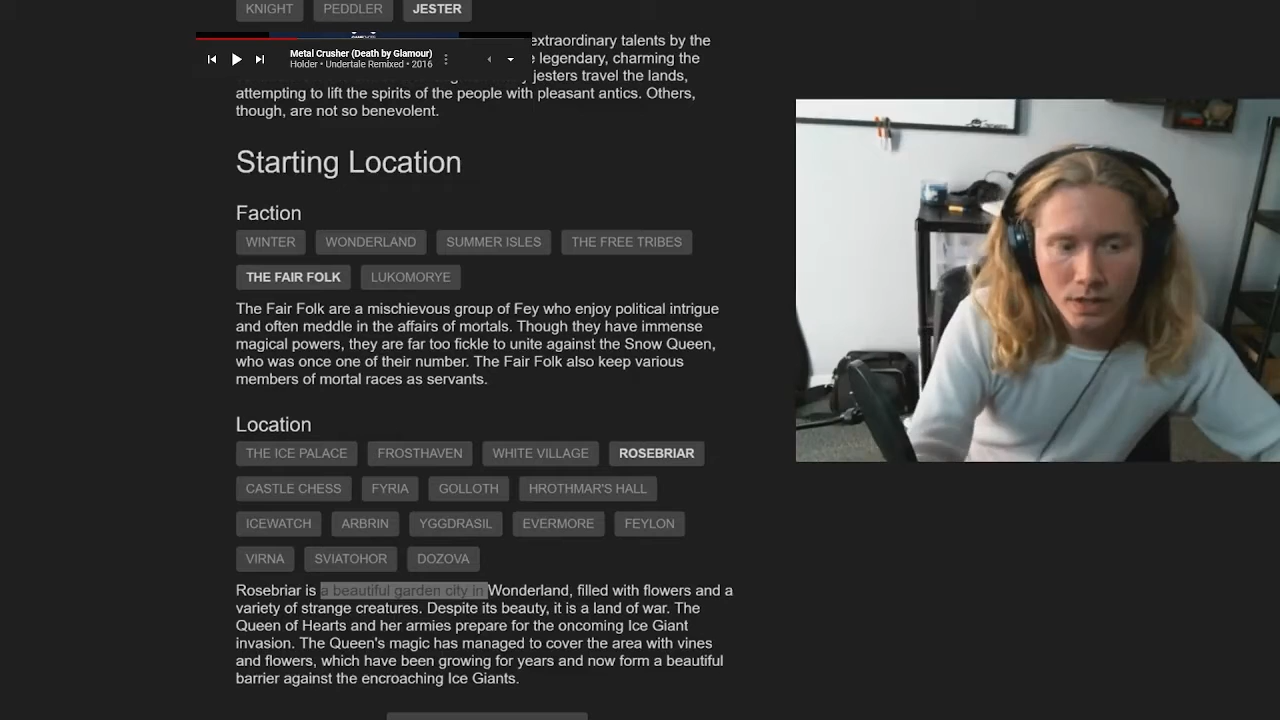 KNIGHT PEDDLER JESTER
extraordinary talents by the
Metal Crusher (Death by Glamour)
Holder • Undertale Remixed • 2016
legendary, charming the
jesters travel the lands,
attempting to lift the spirits of the people with pleasant antics. Others,
though, are not so benevolent.
Starting Location
Faction
WINTER WONDERLAND SUMMER ISLES THE FREE TRIBES
THE FAIR FOLK LUKOMORYE
The Fair Folk are a mischievous group of Fey who enjoy political intrigue
and often meddle in the affairs of mortals. Though they have immense
magical powers, they are far too fickle to unite against the Snow Queen,
who was once one of their number. The Fair Folk also keep various
members of mortal races as servants.
Location
THE ICE PALACE FROSTHAVEN WHITE VILLAGE ROSEBRIAR
CASTLE CHESS FYRIA GOLLOTH HROTHMAR'S HALL
ICEWATCH ARBRIN YGGDRASIL EVERMORE FEYLON
VIRNA SVIATOHOR DOZOVA
Rosebriar is a beautiful garden city in Wonderland, filled with flowers and a
variety of strange creatures. Despite its beauty, it is a land of war. The
Queen of Hearts and her armies prepare for the oncoming Ice Giant
invasion. The Queen's magic has managed to cover the area with vines
and flowers, which have been growing for years and now form a beautiful
barrier against the encroaching Ice Giants.